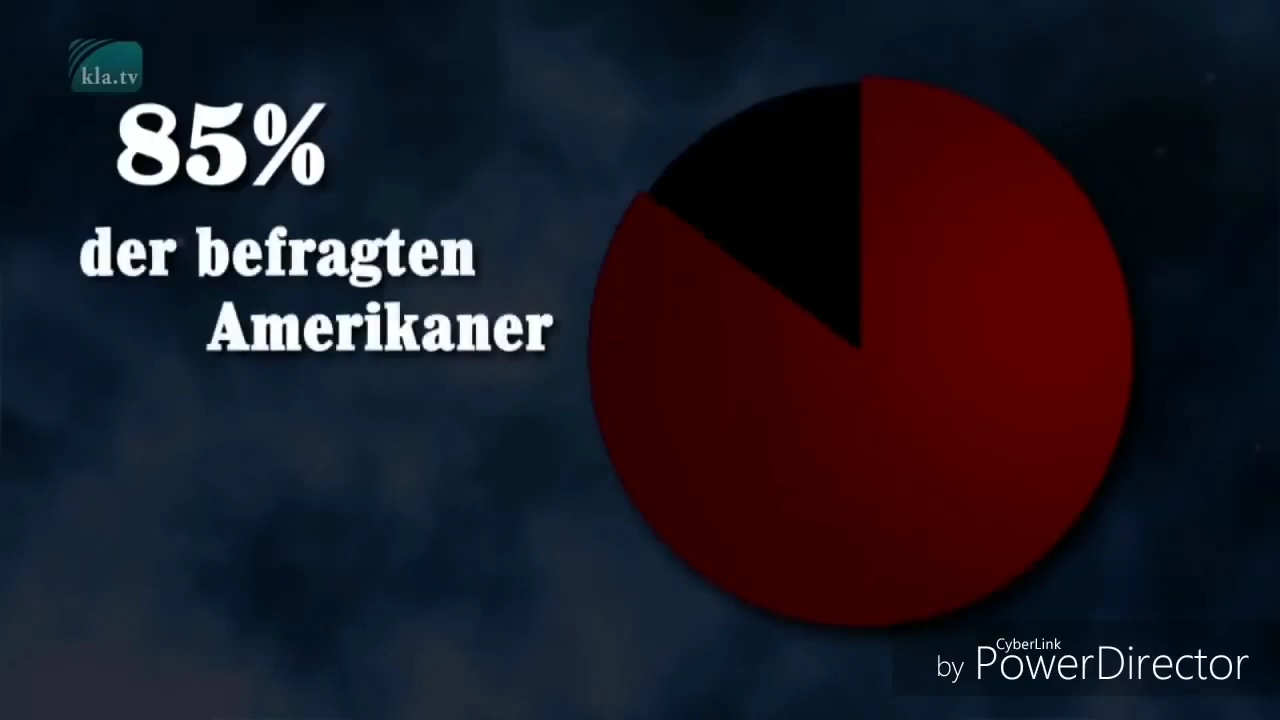 kla.tv
85%
der befragten
Amerikaner
CyberLink
by PowerDirector